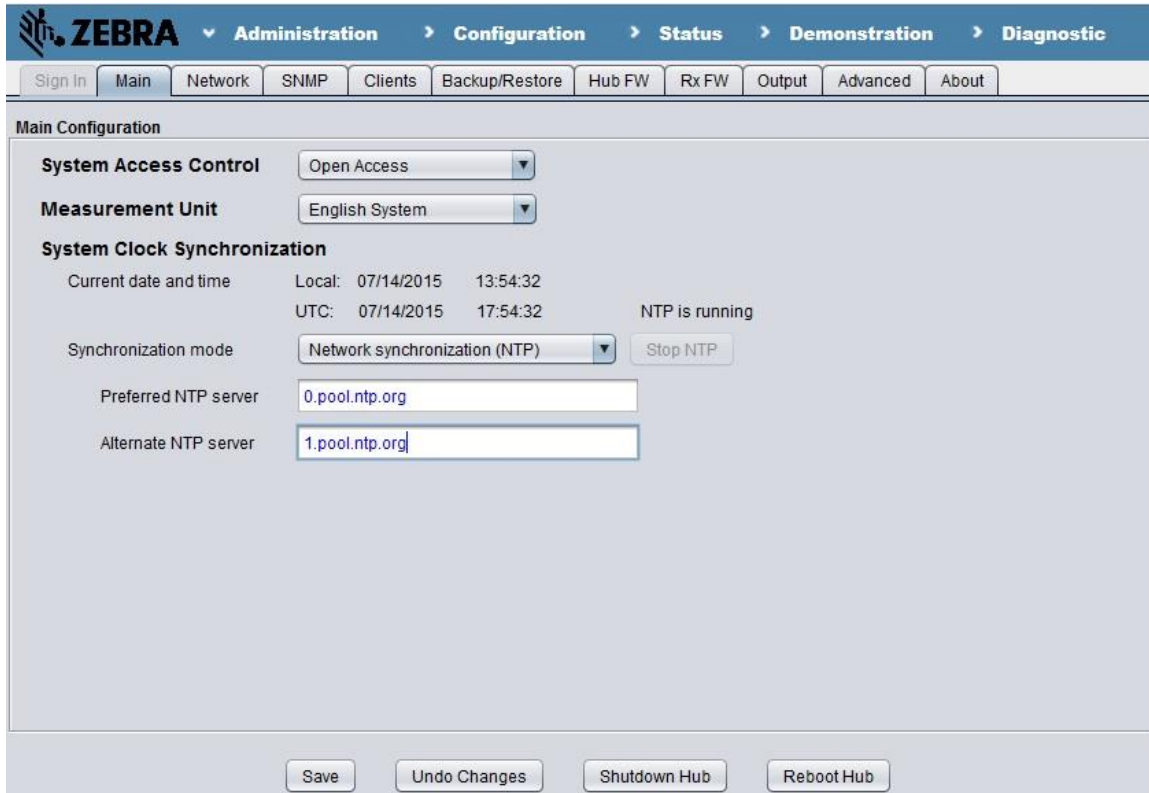 ZEBRA Administration Configuration Status Demonstration Diagnostic
Sign In Main Network SNMP Clients Backup/Restore Hub FW Rx FW Output Advanced About
Main Configuration
System Access Control Open Access
Measurement Unit English System
System Clock Synchronization
Current date and time Local: 07/14/2015 13:54:32
UTC: 07/14/2015 17:54:32 NTP is running
Synchronization mode Network synchronization (NTP) Stop NTP
Preferred NTP server 0.pool.ntp.org
Alternate NTP server 1.pool.ntp.org
Save Undo Changes Shutdown Hub Reboot Hub